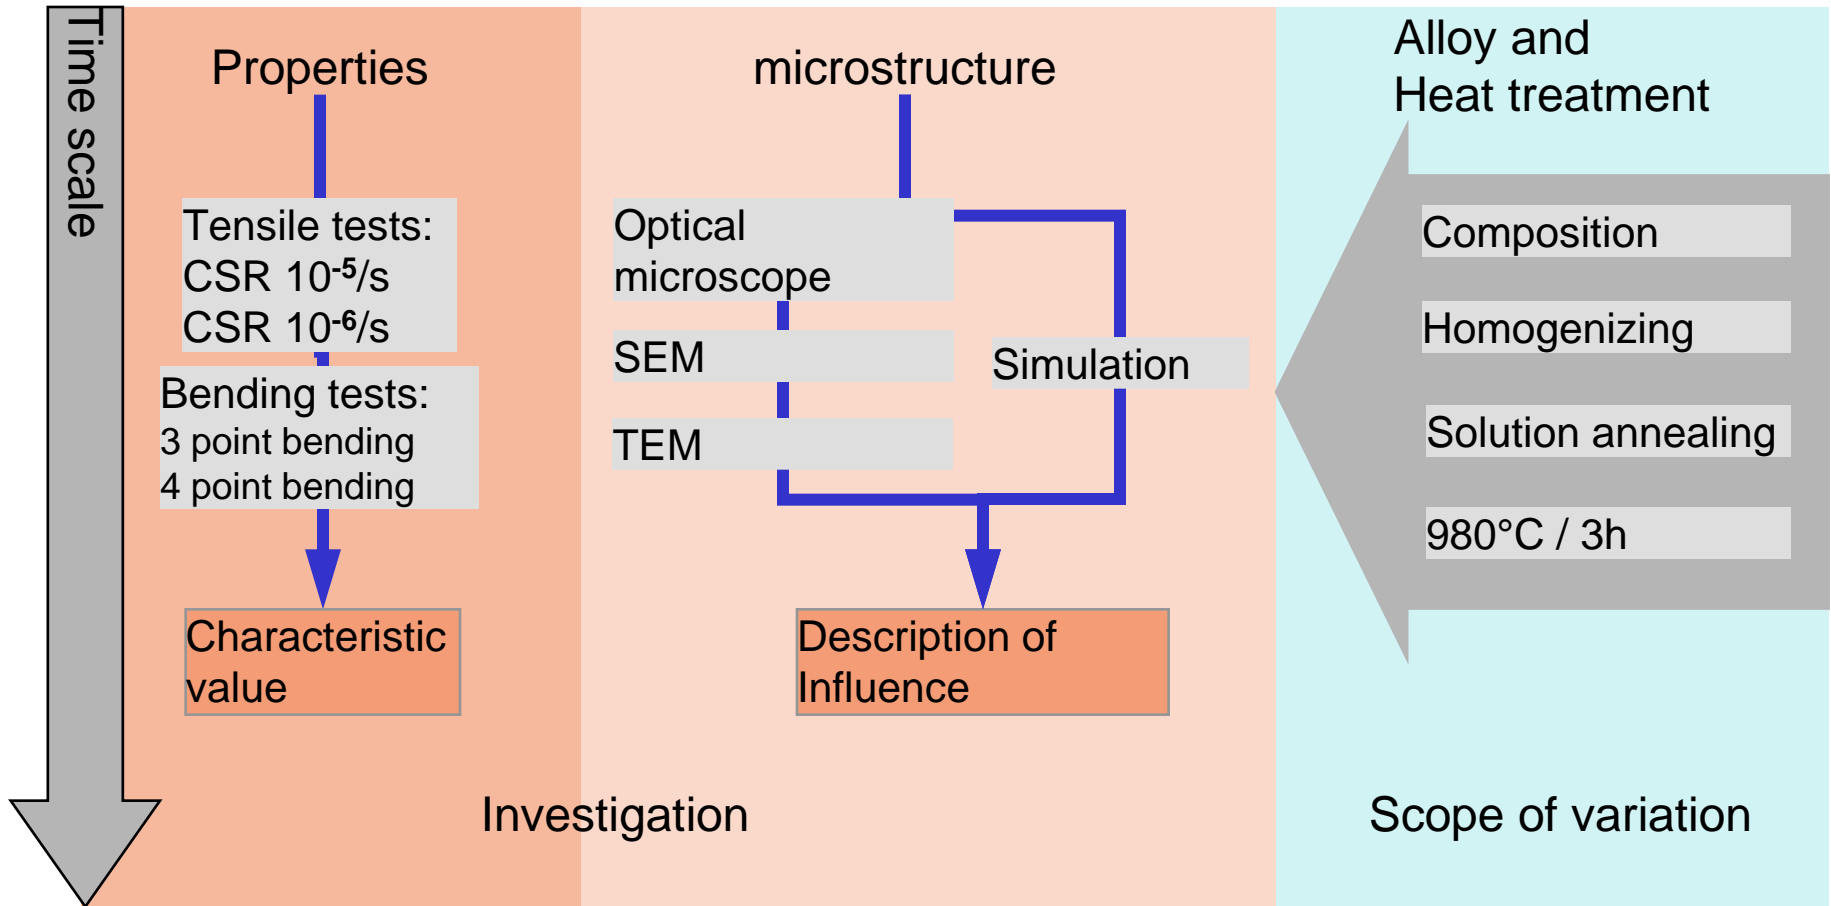 Time scale
Properties
Tensile tests:
CSR 10⁻⁵/s
CSR 10⁻⁶/s
Bending tests:
3 point bending
4 point bending
Characteristic
value
microstructure
Optical
microscope
SEM
TEM
Simulation
Description of
Influence
Investigation
Alloy and
Heat treatment
Composition
Homogenizing
Solution annealing
980°C / 3h
Scope of variation